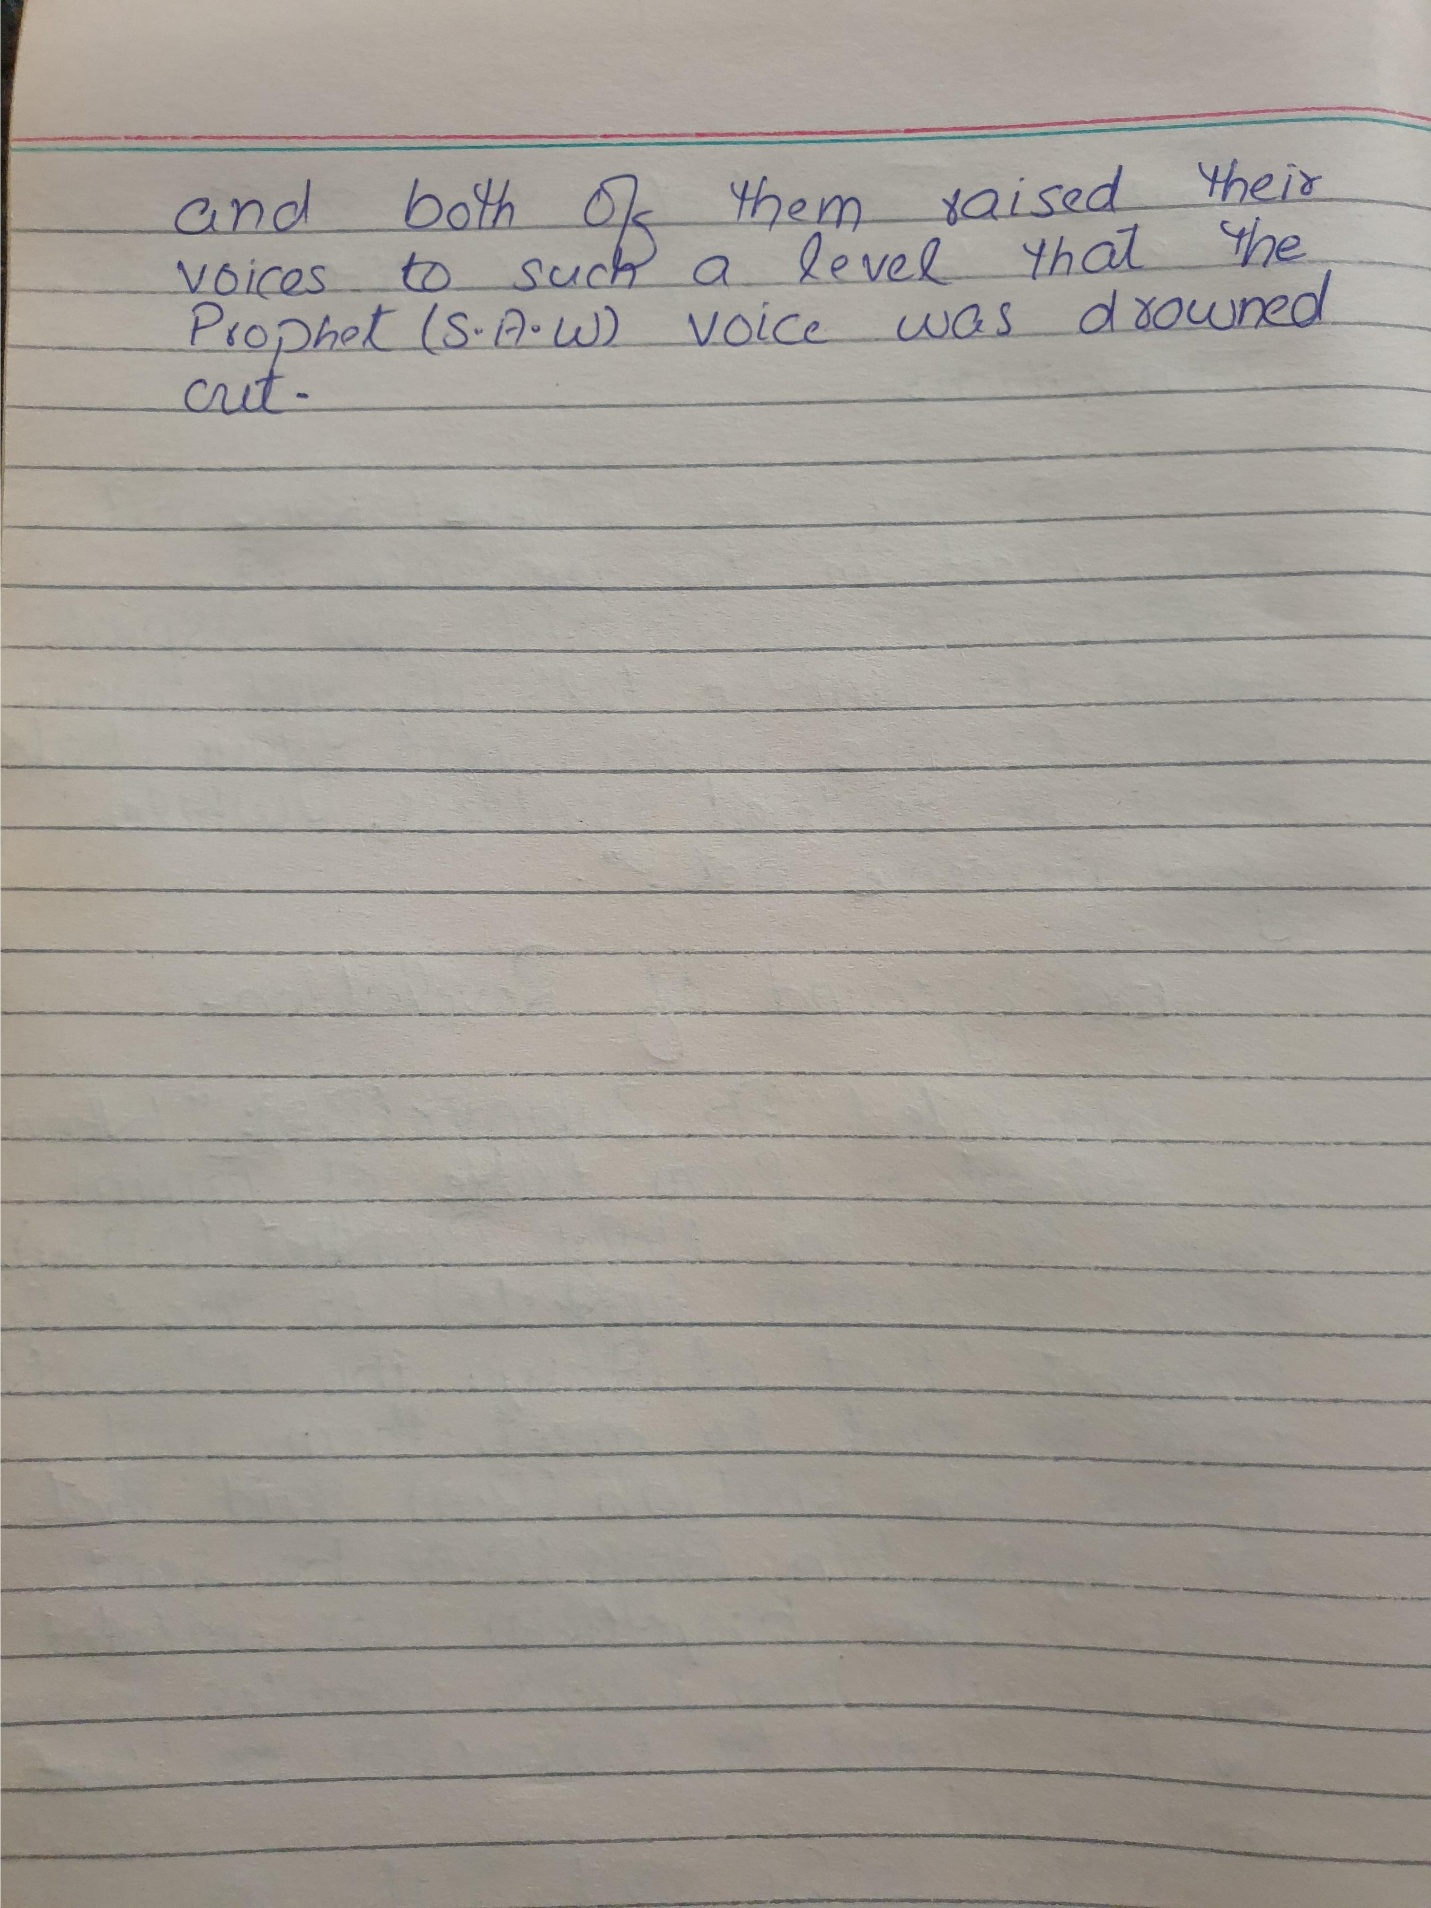 and both of them raised their
voices to such a level that the
Prophet (S.A.W) voice was drowned
out.